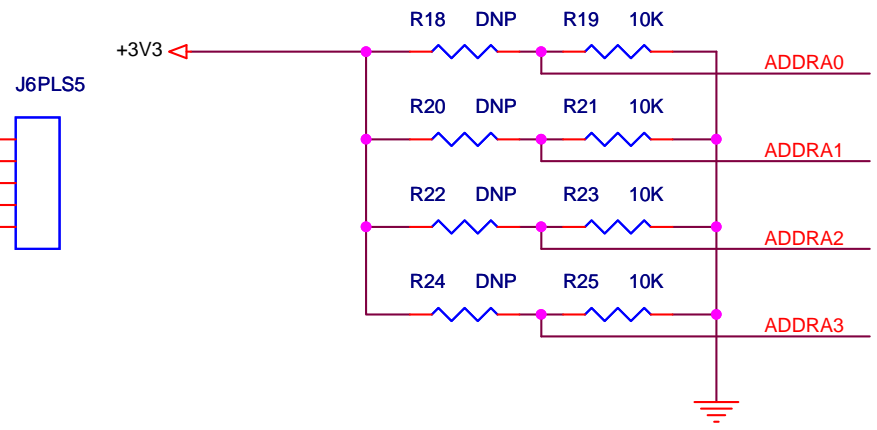 R18 DNP R19 10K
+3V3
ADDRA0
J6PLS5
R20 DNP R21 10K
ADDRA1
R22 DNP R23 10K
ADDRA2
R24 DNP R25 10K
ADDRA3